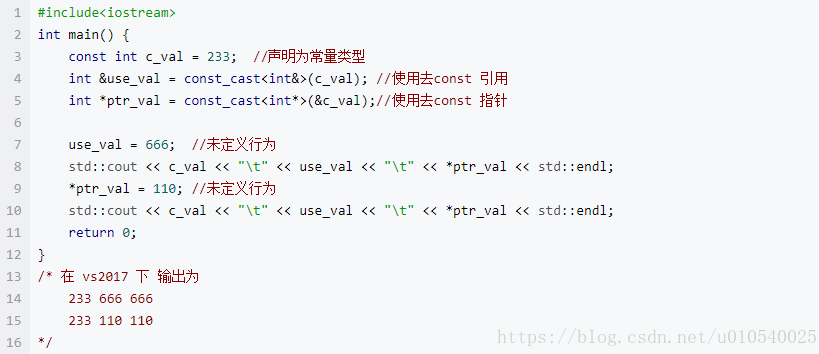 1 #include<iostream>
2 int main() {
3 const int c_val = 233;  //声明为常量类型
4 int &use_val = const_cast<int&>(c_val); //使用去const 引用
5 int *ptr_val = const_cast<int*>(&c_val);//使用去const 指针
6
7 use_val = 666;  //未定义行为
8 std::cout << c_val << "\t" << use_val << "\t" << *ptr_val << std::endl;
9 *ptr_val = 110; //未定义行为
10 std::cout << c_val << "\t" << use_val << "\t" << *ptr_val << std::endl;
11 return 0;
12 }
13 /* 在 vs2017 下 输出为
14 233 666 666
15 233 110 110
16 */
https://blog.csdn.net/u010540025